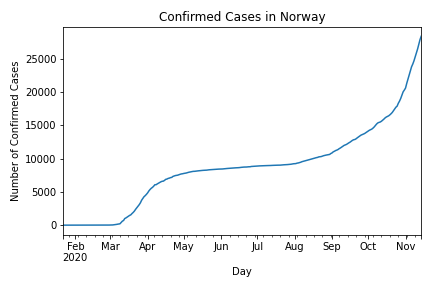 Confirmed Cases in Norway
Number of Confirmed Cases
25000
20000
15000
10000
5000
0
Feb Mar Apr May Jun Jul Aug Sep Oct Nov
2020
Day